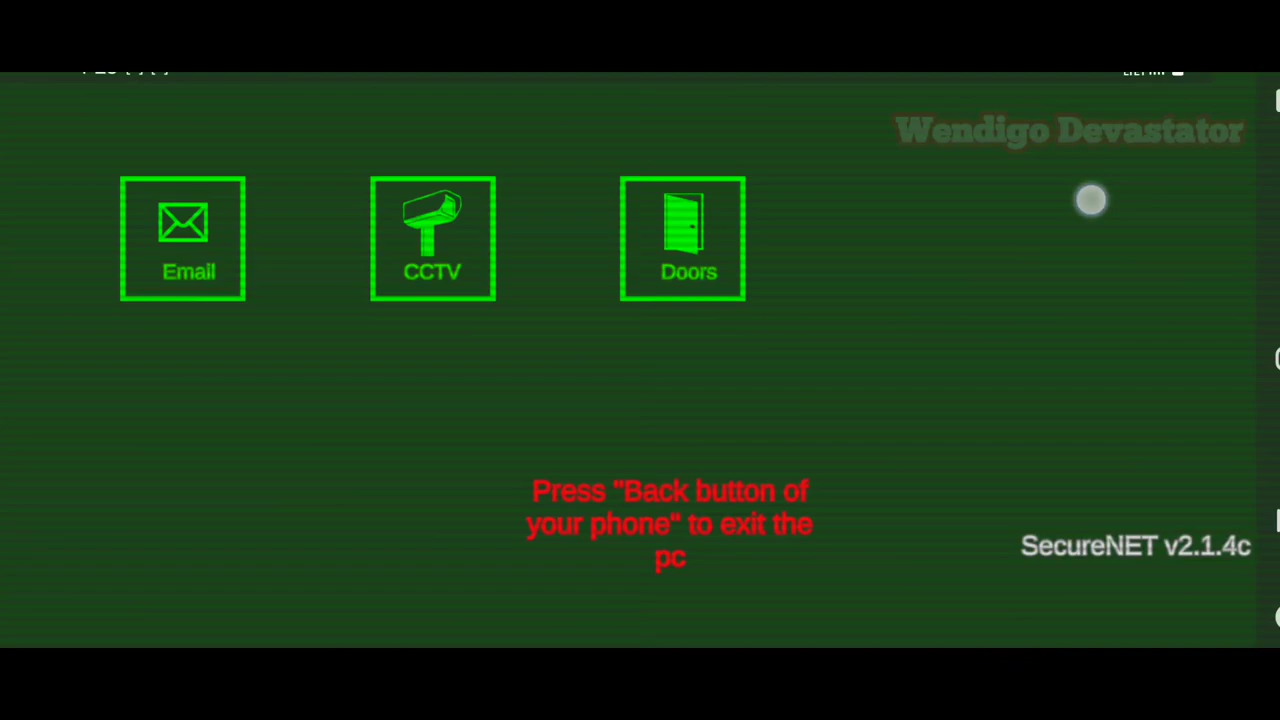 Wendigo Devastator
Email
CCTV
Doors
Press "Back button of
your phone" to exit the
pc
SecureNET v2.1.4c